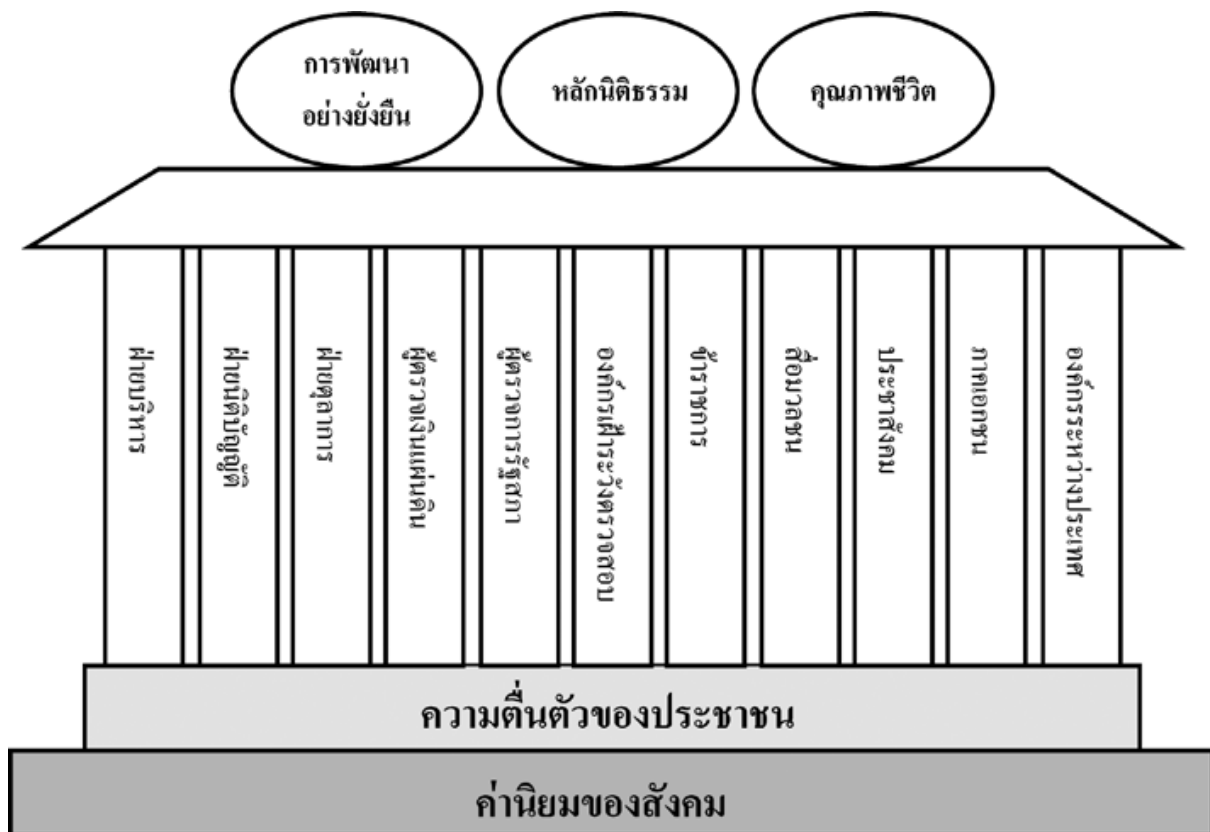 การพัฒนา
อย่างยั่งยืน
หลักนิติธรรม
คุณภาพชีวิต
ฝ่ายบริหาร
ฝ่ายนิติบัญญัติ
ฝ่ายตุลาการ
ผู้ตรวจเงินแผ่นดิน
ผู้ตรวจการรัฐสภา
องค์กรเฝ้าระวังตรวจสอบ
ข้าราชการ
สื่อมวลชน
ประชาสังคม
ภาคเอกชน
องค์กรระหว่างประเทศ
ความตื่นตัวของประชาชน
ค่านิยมของสังคม